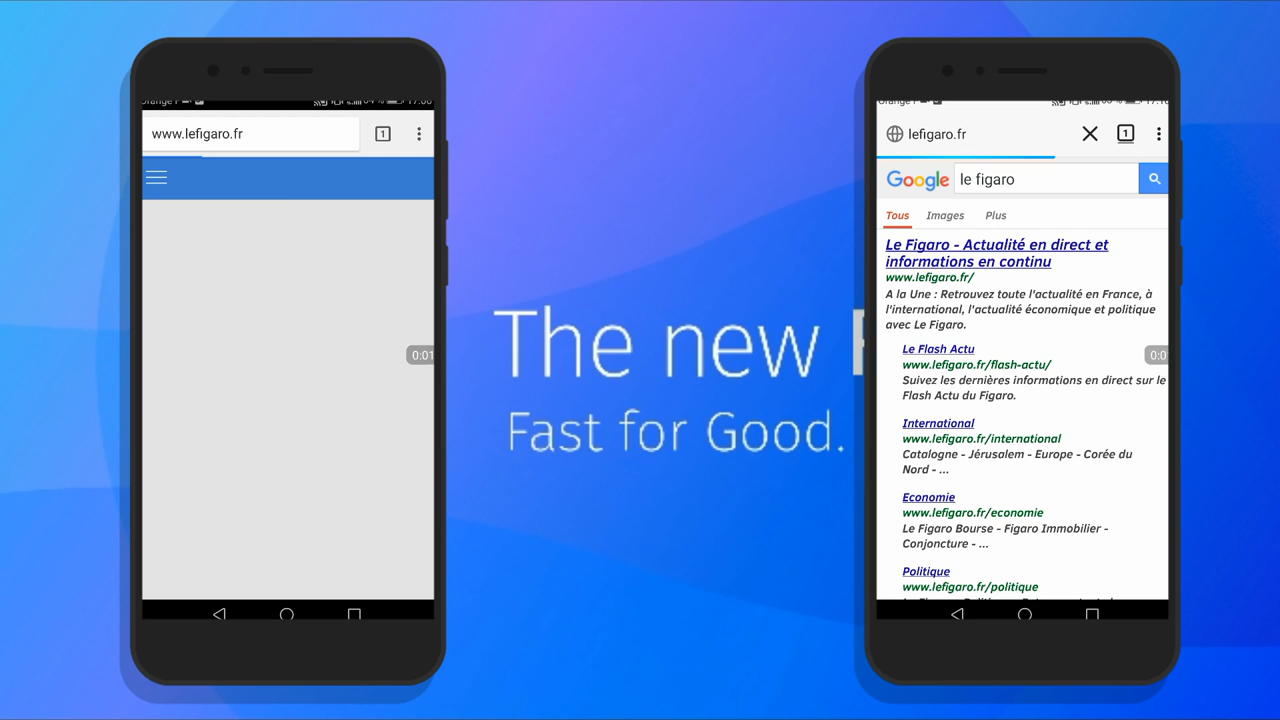 www.lefigaro.fr
1
0:01
The new
Fast for Good.
lefigaro.fr
1
Google
le figaro
Tous Images Plus
Le Figaro - Actualité en direct et
informations en continu
www.lefigaro.fr/
A la Une : Retrouvez toute l'actualité en France, à
l'international, l'actualité économique et politique
avec Le Figaro.
Le Flash Actu
www.lefigaro.fr/flash-actu/
Suivez les dernières informations en direct sur le
Flash Actu du Figaro.
International
www.lefigaro.fr/international
Catalogne - Jérusalem - Europe - Corée du
Nord - ...
Economie
www.lefigaro.fr/economie
Le Figaro Bourse - Figaro Immobilier -
Conjoncture - ...
Politique
www.lefigaro.fr/politique